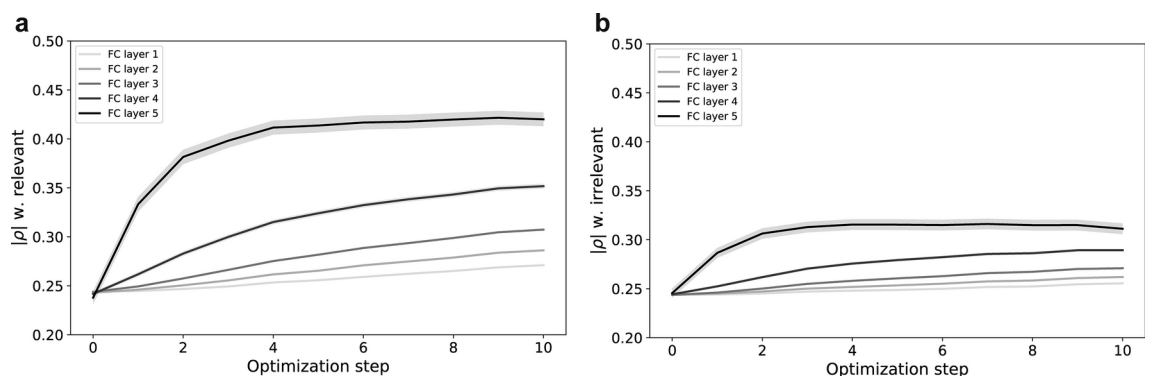 a
|ρ| w. relevant
0.50
0.45
0.40
0.35
0.30
0.25
0.20
FC layer 1
FC layer 2
FC layer 3
FC layer 4
FC layer 5
0 2 4 6 8 10
Optimization step
b
|ρ| w. irrelevant
0.50
0.45
0.40
0.35
0.30
0.25
0.20
FC layer 1
FC layer 2
FC layer 3
FC layer 4
FC layer 5
0 2 4 6 8 10
Optimization step